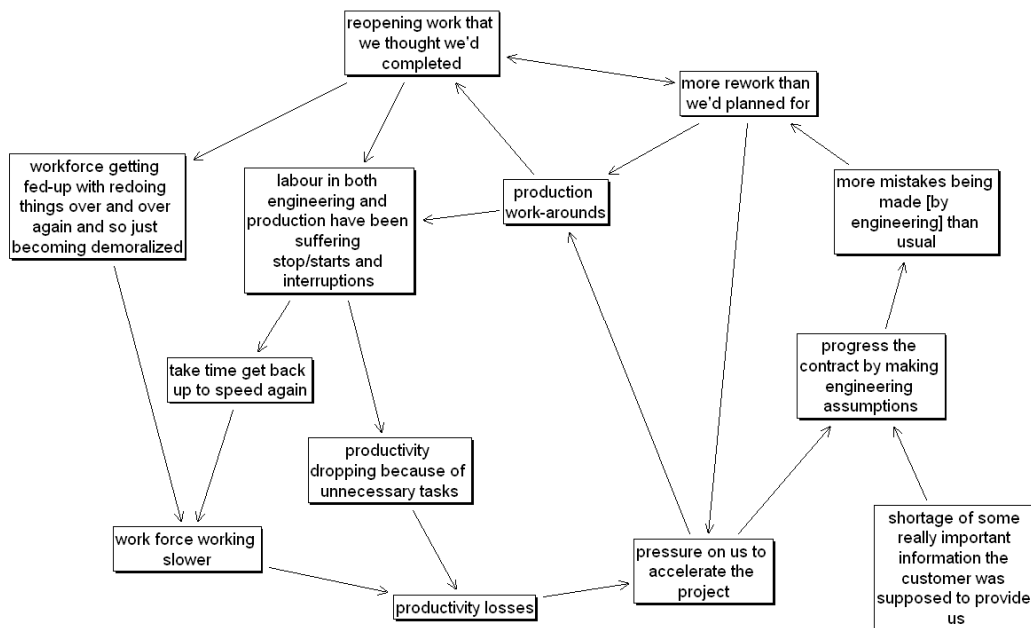 reopening work that
we thought we'd
completed
more rework than
we'd planned for
workforce getting
fed-up with redoing
things over and over
again and so just
becoming demoralized
labour in both
engineering and
production have been
suffering
stop/starts and
interruptions
production
work-arounds
more mistakes being
made [by
engineering] than
usual
take time get back
up to speed again
progress the
contract by making
engineering
assumptions
productivity
dropping because of
unnecessary tasks
work force working
slower
pressure on us to
accelerate the
project
shortage of some
really important
information the
customer was
supposed to provide
us
productivity losses